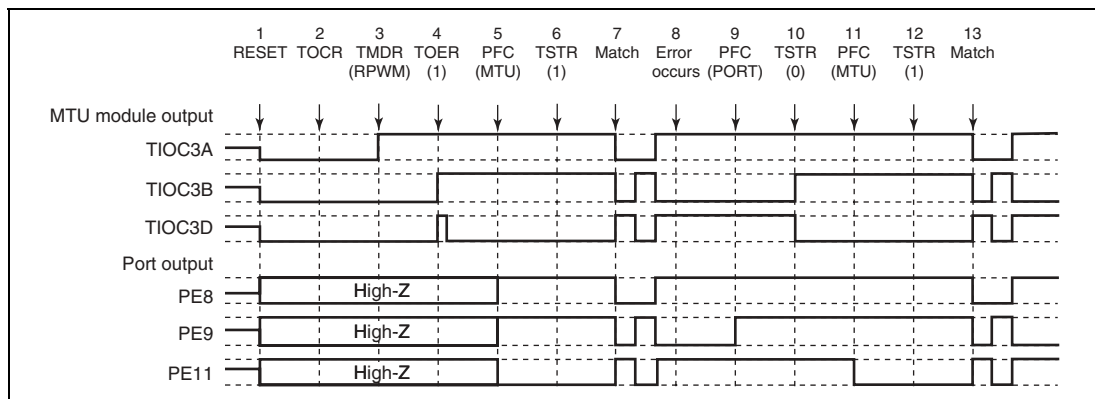 1 2 3 4 5 6 7 8 9 10 11 12 13
RESET TOCR TMDR TOER PFC TSTR Match Error PFC TSTR PFC TSTR Match
(RPWM) (1) (MTU) (1) occurs (PORT) (0) (MTU) (1)
MTU module output
TIOC3A
TIOC3B
TIOC3D
Port output
PE8 High-Z
PE9 High-Z
PE11 High-Z